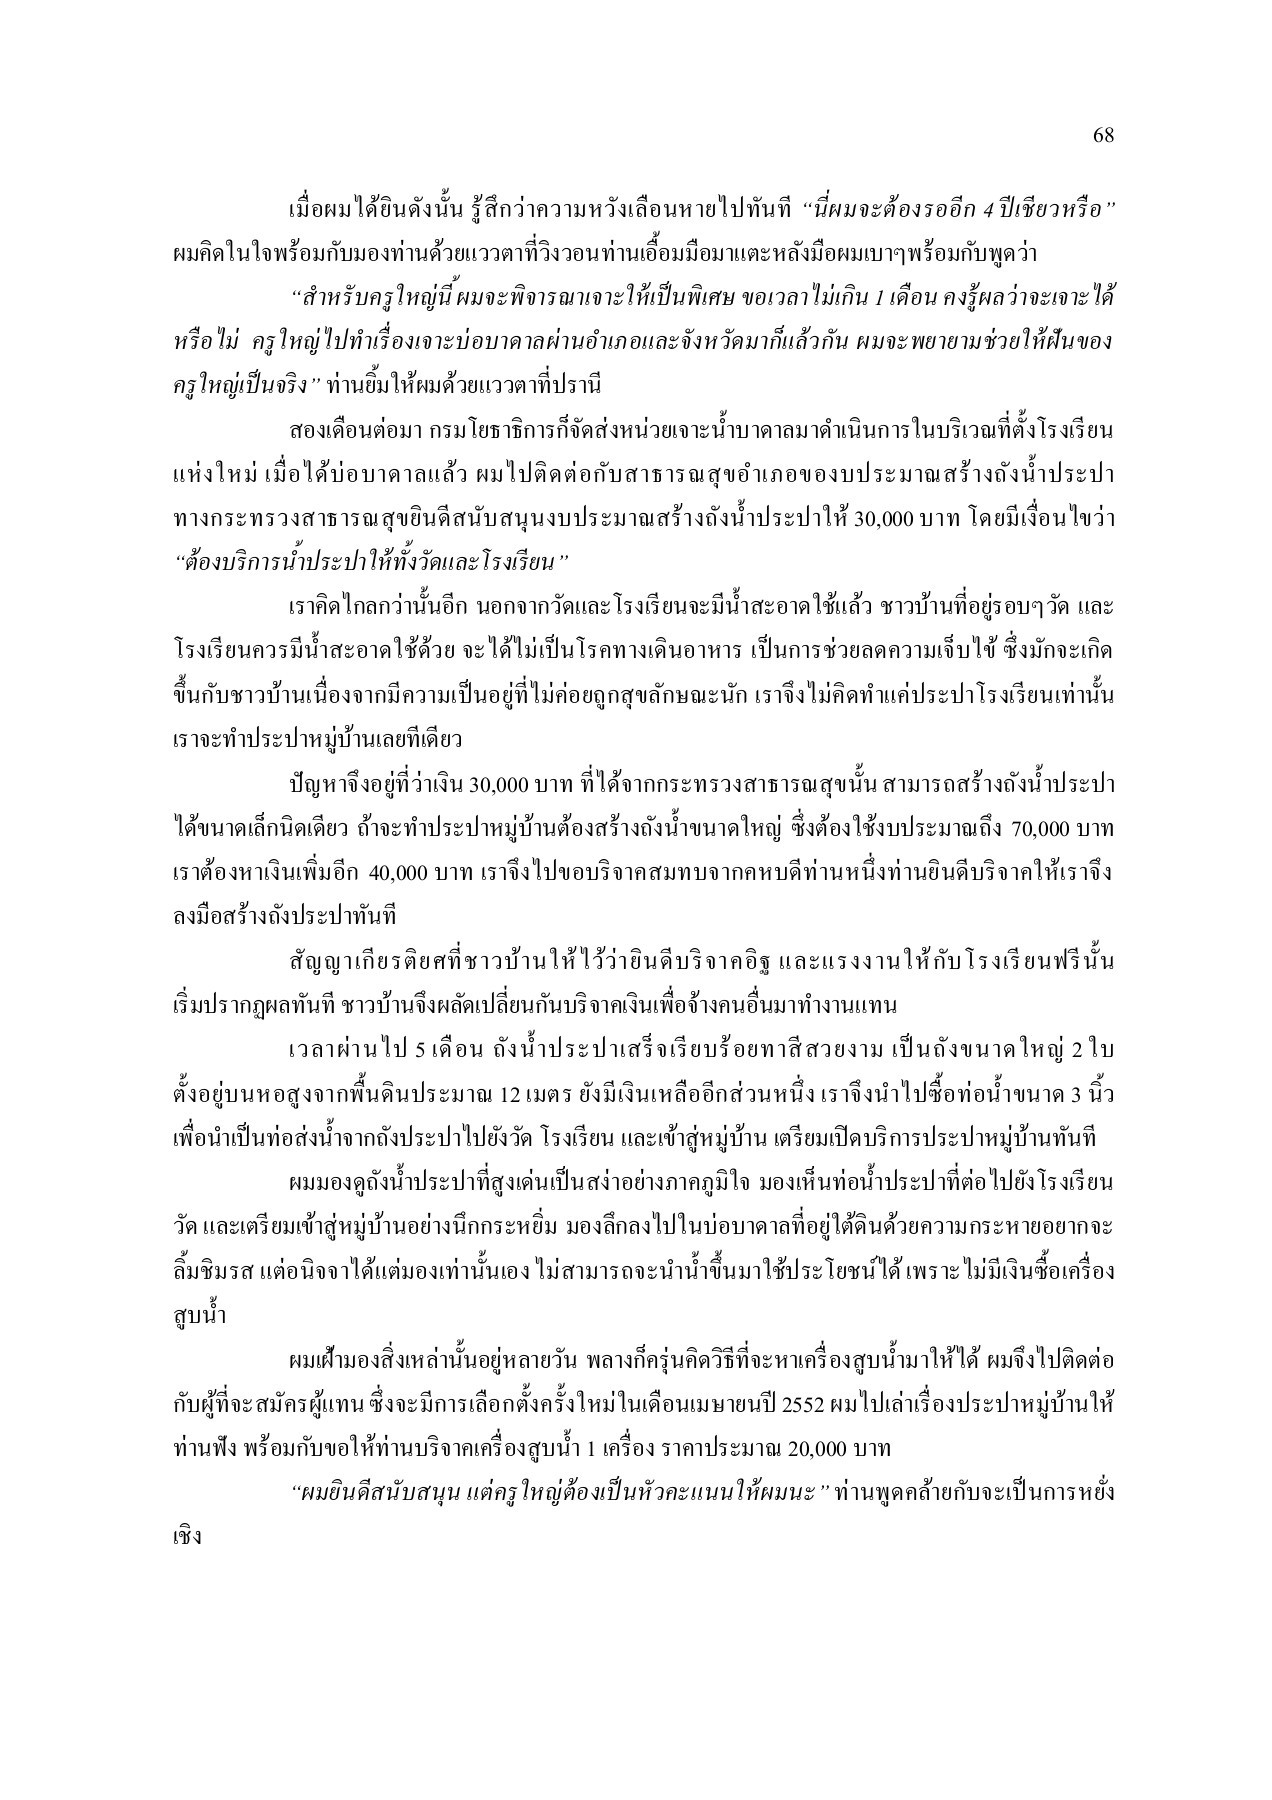 68
เมื่อผมได้ยินดังนั้น รู้สึกว่าความหวังเลือนหายไปทันที “นี่ผมจะต้องรออีก 4 ปีเชียวหรือ”
ผมคิดในใจพร้อมกับมองท่านด้วยแววตาที่วิงวอนท่านเอื้อมมือมาแตะหลังมือผมเบาๆพร้อมกับพูดว่า
“สำหรับครูใหญ่นี้ ผมจะพิจารณาเจาะให้เป็นพิเศษ ขอเวลาไม่เกิน 1 เดือน คงรู้ผลว่าจะเจาะได้
หรือไม่ ครูใหญ่ไปทำเรื่องเจาะบ่อบาดาลผ่านอำเภอและจังหวัดมาก็แล้วกัน ผมจะพยายามช่วยให้ฝันของ
ครูใหญ่เป็นจริง” ท่านยิ้มให้ผมด้วยแววตาที่ปรานี
สองเดือนต่อมา กรมโยธาธิการก็จัดส่งหน่วยเจาะน้ำบาดาลมาดำเนินการในบริเวณที่ตั้งโรงเรียน
แห่งใหม่ เมื่อได้บ่อบาดาลแล้ว ผมไปติดต่อกับสาธารณสุขอำเภอของบประมาณสร้างถังน้ำประปา
ทางกระทรวงสาธารณสุขยินดีสนับสนุนงบประมาณสร้างถังน้ำประปาให้ 30,000 บาท โดยมีเงื่อนไขว่า
“ต้องบริการน้ำประปาให้ทั้งวัดและโรงเรียน”
เราคิดไกลกว่านั้นอีก นอกจากวัดและโรงเรียนจะมีน้ำสะอาดใช้แล้ว ชาวบ้านที่อยู่รอบๆวัด และ
โรงเรียนควรมีน้ำสะอาดใช้ด้วย จะได้ไม่เป็นโรคทางเดินอาหาร เป็นการช่วยลดความเจ็บไข้ ซึ่งมักจะเกิด
ขึ้นกับชาวบ้านเนื่องจากมีความเป็นอยู่ที่ไม่ค่อยถูกสุขลักษณะนัก เราจึงไม่คิดทำแค่ประปาโรงเรียนเท่านั้น
เราจะทำประปาหมู่บ้านเลยทีเดียว
ปัญหาจึงอยู่ที่ว่าเงิน 30,000 บาท ที่ได้จากกระทรวงสาธารณสุขนั้น สามารถสร้างถังน้ำประปา
ได้ขนาดเล็กนิดเดียว ถ้าจะทำประปาหมู่บ้านต้องสร้างถังน้ำขนาดใหญ่ ซึ่งต้องใช้งบประมาณถึง 70,000 บาท
เราต้องหาเงินเพิ่มอีก 40,000 บาท เราจึงไปขอบริจาคสมทบจากคหบดีท่านหนึ่งท่านยินดีบริจาคให้เราจึง
ลงมือสร้างถังประปาทันที
สัญญาเกียรติยศที่ชาวบ้านให้ไว้ว่ายินดีบริจาคอิฐ และแรงงานให้กับโรงเรียนฟรีนั้น
เริ่มปรากฏผลทันที ชาวบ้านจึงผลัดเปลี่ยนกันบริจาคเงินเพื่อจ้างคนอื่นมาทำงานแทน
เวลาผ่านไป 5 เดือน ถังน้ำประปาเสร็จเรียบร้อยทาสีสวยงาม เป็นถังขนาดใหญ่ 2 ใบ
ตั้งอยู่บนหอสูงจากพื้นดินประมาณ 12 เมตร ยังมีเงินเหลืออีกส่วนหนึ่ง เราจึงนำไปซื้อท่อน้ำขนาด 3 นิ้ว
เพื่อนำเป็นท่อส่งน้ำจากถังประปาไปยังวัด โรงเรียน และเข้าสู่หมู่บ้าน เตรียมเปิดบริการประปาหมู่บ้านทันที
ผมมองดูถังน้ำประปาที่สูงเด่นเป็นสง่าอย่างภาคภูมิใจ มองเห็นท่อน้ำประปาที่ต่อไปยังโรงเรียน
วัด และเตรียมเข้าสู่หมู่บ้านอย่างนึกกระหยิ่ม มองลึกลงไปในบ่อบาดาลที่อยู่ใต้ดินด้วยความกระหายอยากจะ
ลิ้มชิมรส แต่อนิจจาได้แต่มองเท่านั้นเอง ไม่สามารถจะนำน้ำขึ้นมาใช้ประโยชน์ได้ เพราะไม่มีเงินซื้อเครื่อง
สูบน้ำ
ผมเฝ้ามองสิ่งเหล่านั้นอยู่หลายวัน พลางก็ครุ่นคิดวิธีที่จะหาเครื่องสูบน้ำมาให้ได้ ผมจึงไปติดต่อ
กับผู้ที่จะสมัครผู้แทน ซึ่งจะมีการเลือกตั้งครั้งใหม่ในเดือนเมษายนปี 2552 ผมไปเล่าเรื่องประปาหมู่บ้านให้
ท่านฟัง พร้อมกับขอให้ท่านบริจาคเครื่องสูบน้ำ 1 เครื่อง ราคาประมาณ 20,000 บาท
“ผมยินดีสนับสนุน แต่ครูใหญ่ต้องเป็นหัวคะแนนให้ผมนะ” ท่านพูดคล้ายกับจะเป็นการหยั่ง
เชิง